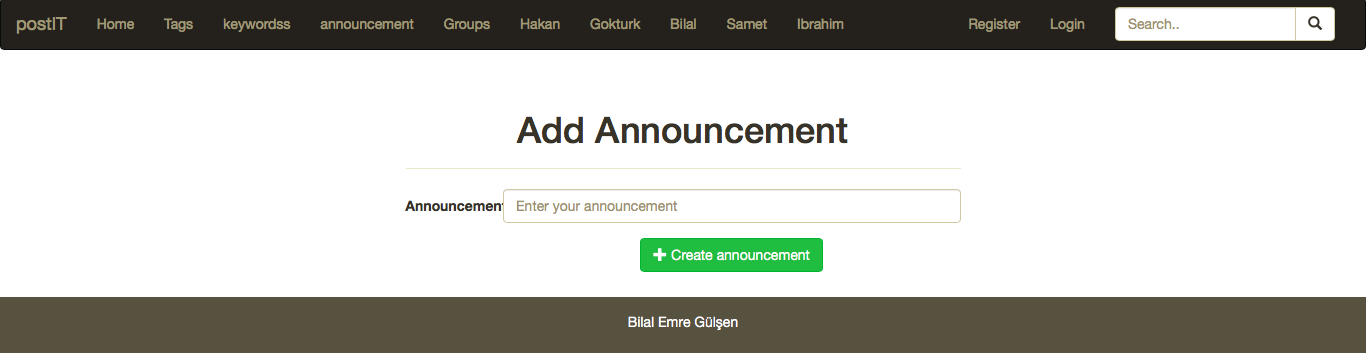 postIT Home Tags keywordss announcement Groups Hakan Gokturk Bilal Samet Ibrahim Register Login Search..
Add Announcement
Announcement Enter your announcement
Create announcement
Bilal Emre Gülşen